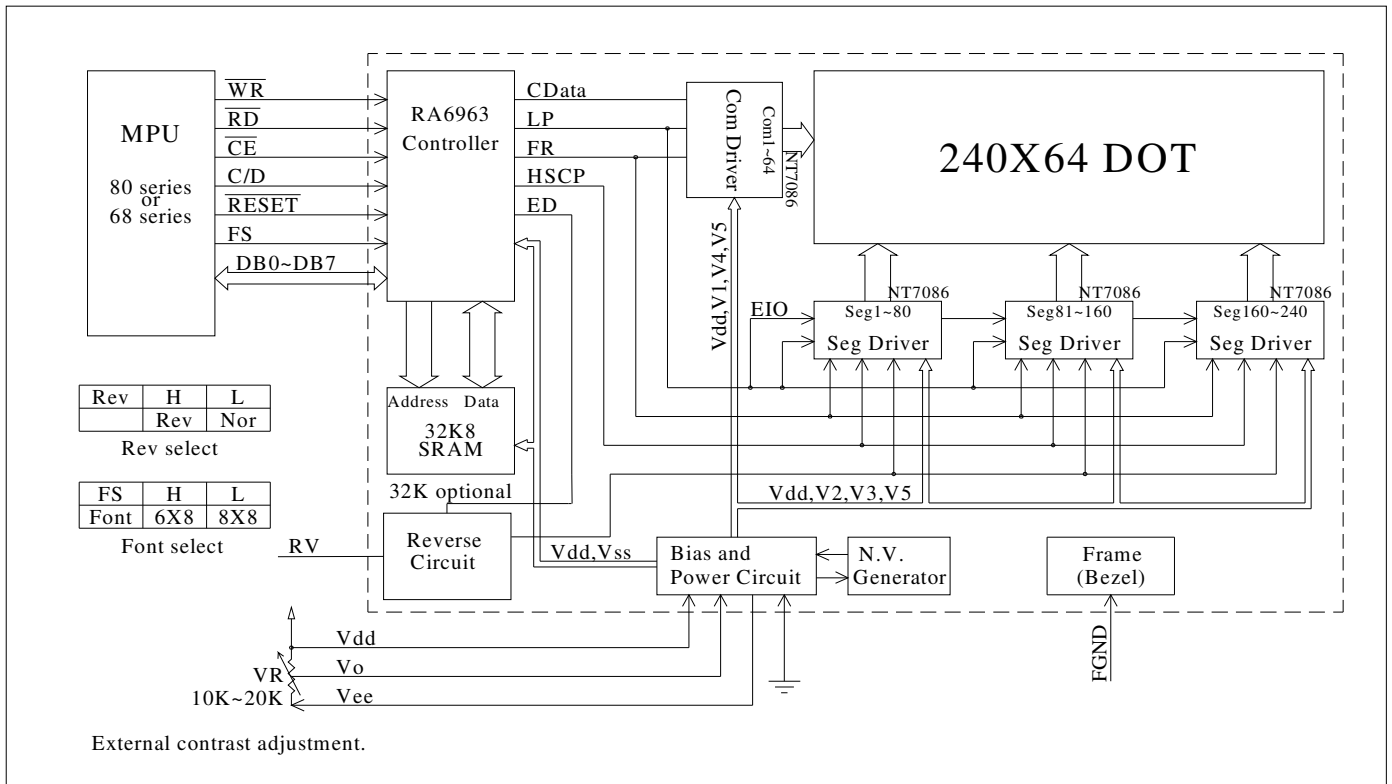 MPU
80 series
or
68 series
WR
RD
CE
C/D
RESET
FS
DB0~DB7
RA6963
Controller
CData
LP
FR
HSCP
ED
Com Driver
Com1~64
NT7086
240X64 DOT
Vdd,V1,V4,V5
EIO
NT7086
Seg1~80
Seg Driver
NT7086
Seg81~160
Seg Driver
NT7086
Seg160~240
Seg Driver
Address Data
32K8
SRAM
32K optional
Rev H L
Rev Nor
Rev select
FS H L
Font 6X8 8X8
Font select
RV
Reverse
Circuit
Vdd,Vss
Vdd,V2,V3,V5
Bias and
Power Circuit
N.V.
Generator
Frame
(Bezel)
FGND
Vdd
Vo
Vee
VR
10K~20K
External contrast adjustment.